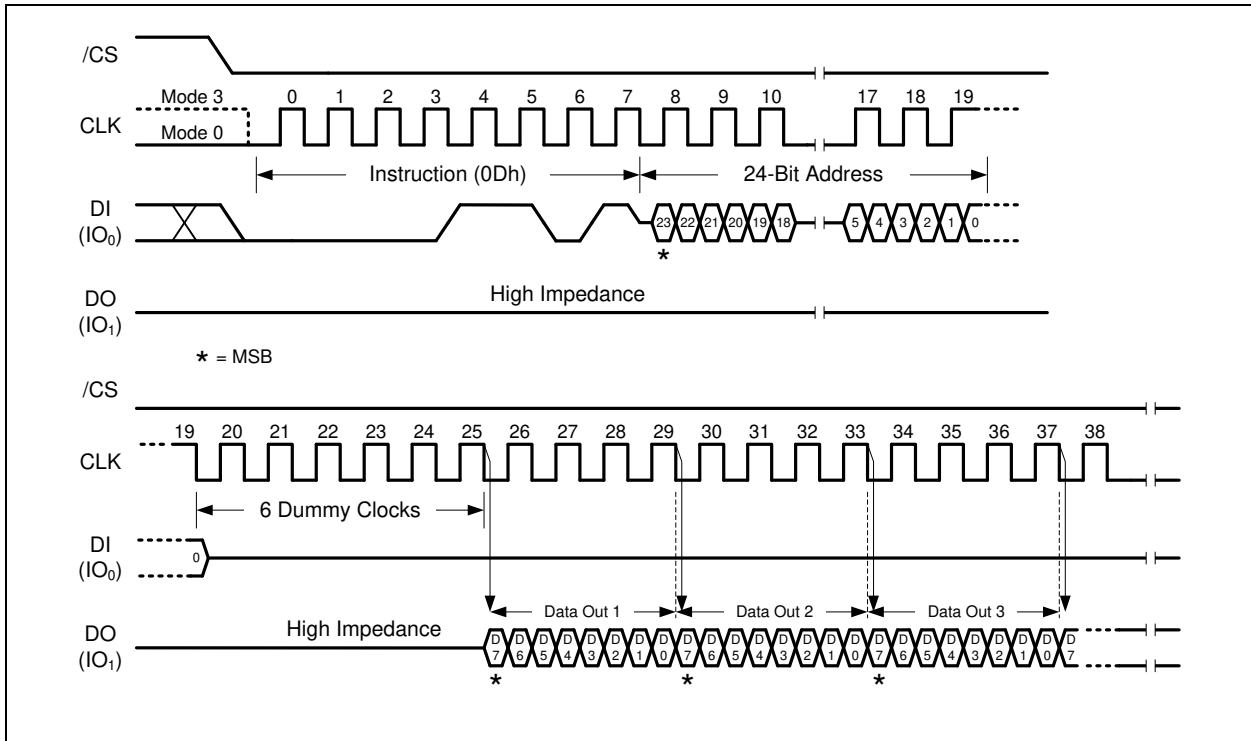 /CS
Mode 3 0 1 2 3 4 5 6 7 8 9 10 17 18 19
CLK
Mode 0
Instruction (0Dh) 24-Bit Address
DI
(IO₀)
23 22 21 20 19 18 5 4 3 2 1 0
*
DO
(IO₁)
High Impedance
* = MSB
/CS
19 20 21 22 23 24 25 26 27 28 29 30 31 32 33 34 35 36 37 38
CLK
6 Dummy Clocks
DI
(IO₀)
0
Data Out 1 Data Out 2 Data Out 3
DO
(IO₁)
High Impedance
D7 D6 D5 D4 D3 D2 D1 D0 D7 D6 D5 D4 D3 D2 D1 D0 D7 D6 D5 D4 D3 D2 D1 D0 D7
* * *